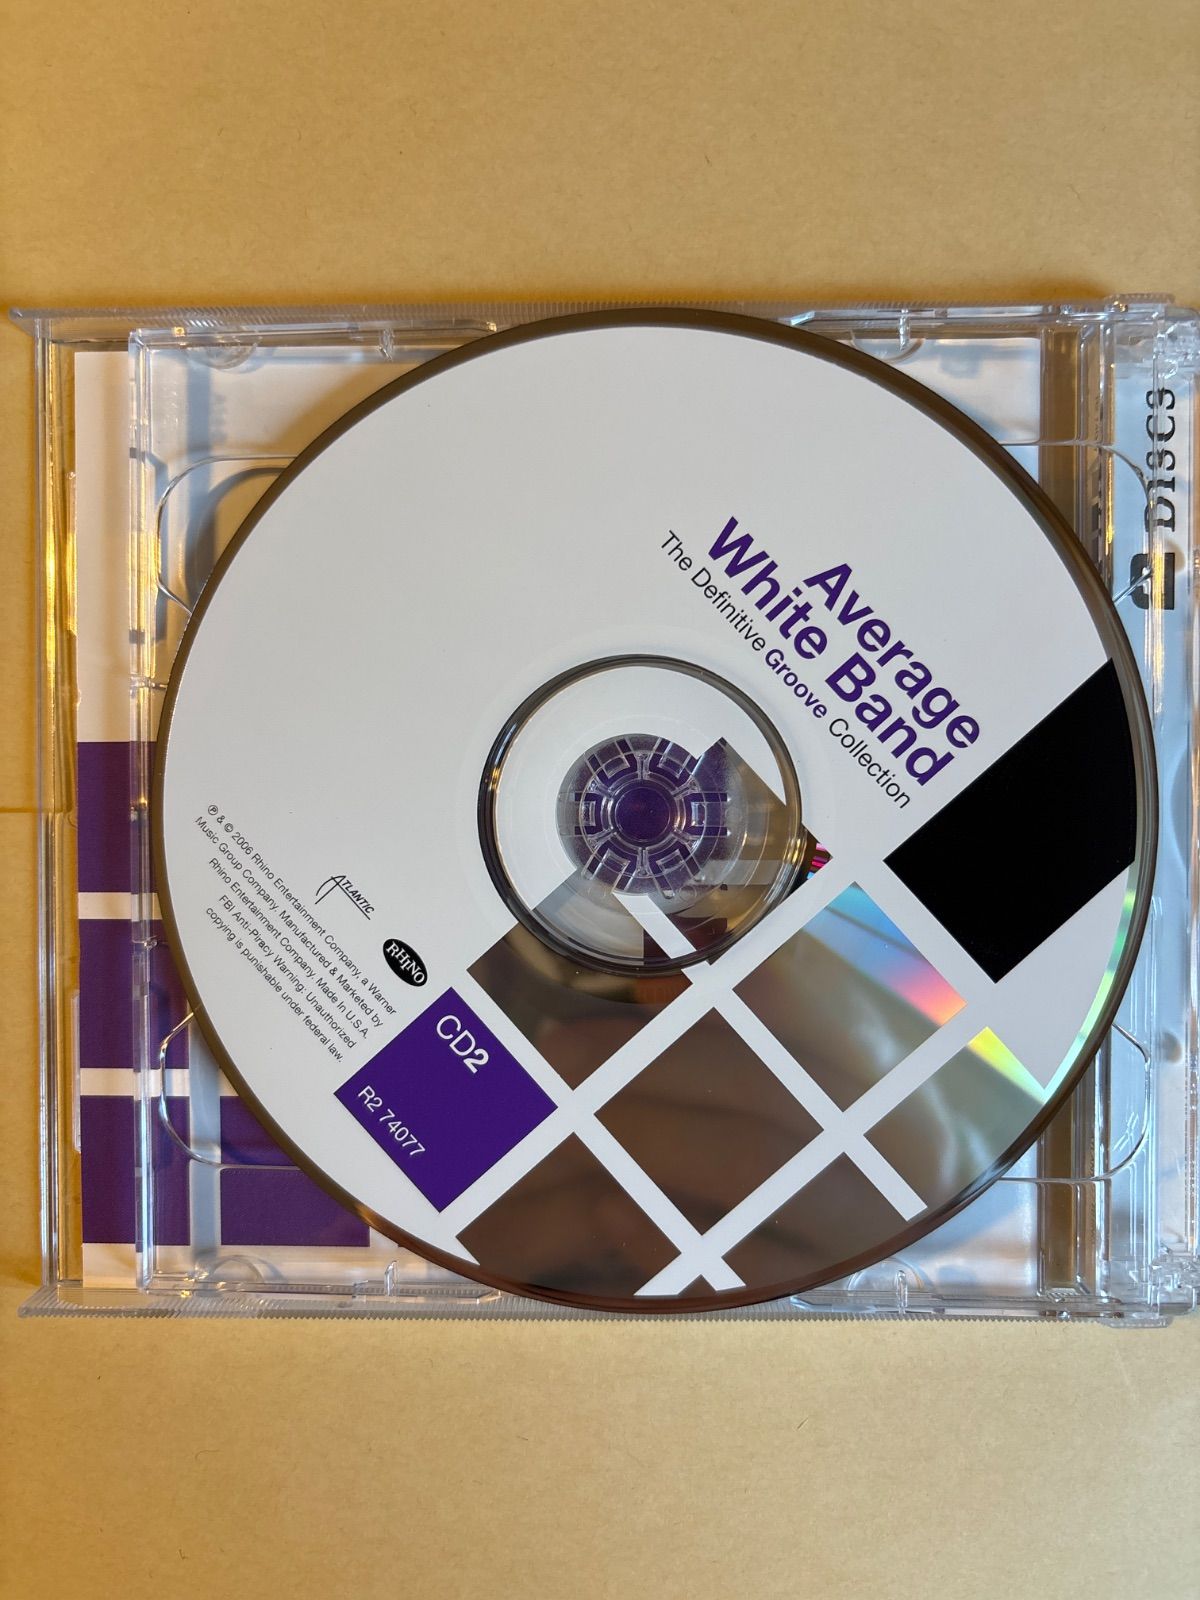 Average
White Band
The Definitive Groove Collection
2 Discs
℗ & © 2006 Rhino Entertainment Company, a Warner
Music Group Company. Manufactured & Marketed by
Rhino Entertainment Company. Made In U.S.A.
FBI Anti-Piracy Warning: Unauthorized
copying is punishable under federal law.
ATLANTIC
RHINO
CD2
R2 74077